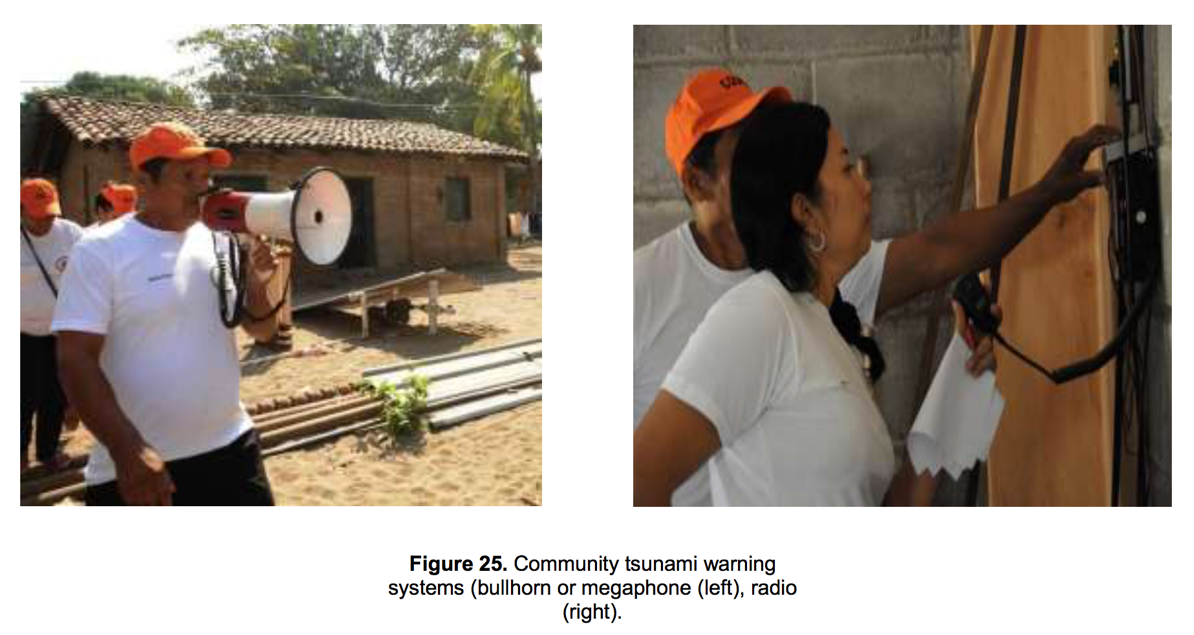 Figure 25. Community tsunami warning
systems (bullhorn or megaphone (left), radio
(right).